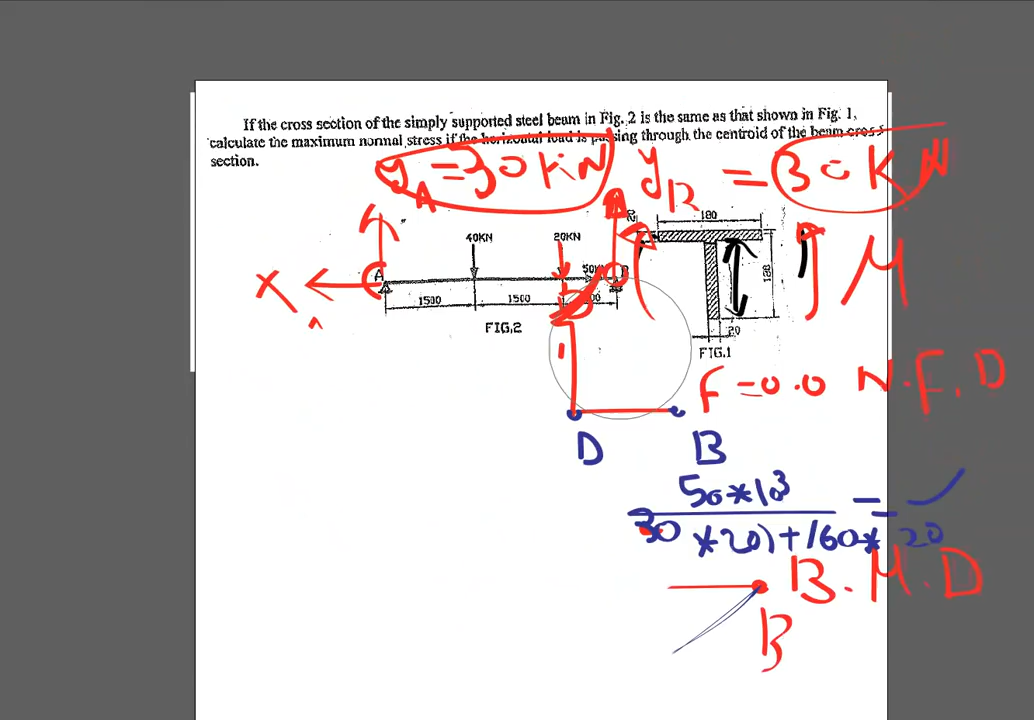 If the cross section of the simply supported steel beam in Fig. 2 is the same as that shown in Fig. 1,
calculate the maximum normal stress if the horizontal load is passing through the centroid of the beam cross
section.
yA = 30 KN yB = 30 KN
180
40KN 20KN 50KN
A
X
M
1500 1500
FIG.2
20
FIG.1
F = 0.0 N.F.D
D B
50*10³
30 *20)+160* 20 =
B.M.D
B